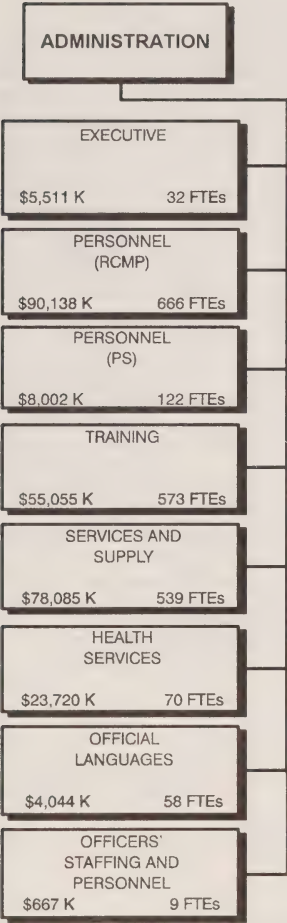 ADMINISTRATION
EXECUTIVE
$5,511 K 32 FTEs
PERSONNEL
(RCMP)
$90,138 K 666 FTEs
PERSONNEL
(PS)
$8,002 K 122 FTEs
TRAINING
$55,055 K 573 FTEs
SERVICES AND
SUPPLY
$78,085 K 539 FTEs
HEALTH
SERVICES
$23,720 K 70 FTEs
OFFICIAL
LANGUAGES
$4,044 K 58 FTEs
OFFICERS'
STAFFING AND
PERSONNEL
$667 K 9 FTEs